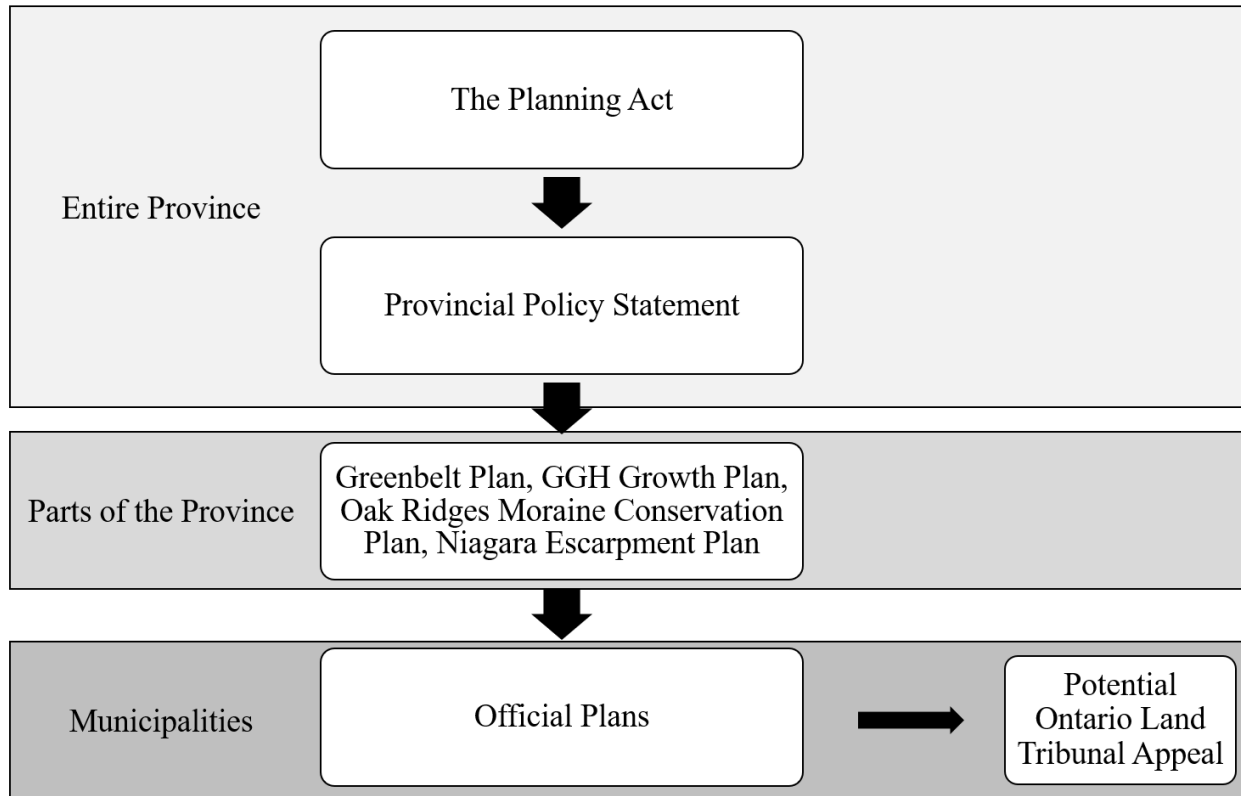 The Planning Act
Entire Province
Provincial Policy Statement
Parts of the Province
Greenbelt Plan, GGH Growth Plan,
Oak Ridges Moraine Conservation
Plan, Niagara Escarpment Plan
Municipalities
Official Plans
Potential
Ontario Land
Tribunal Appeal